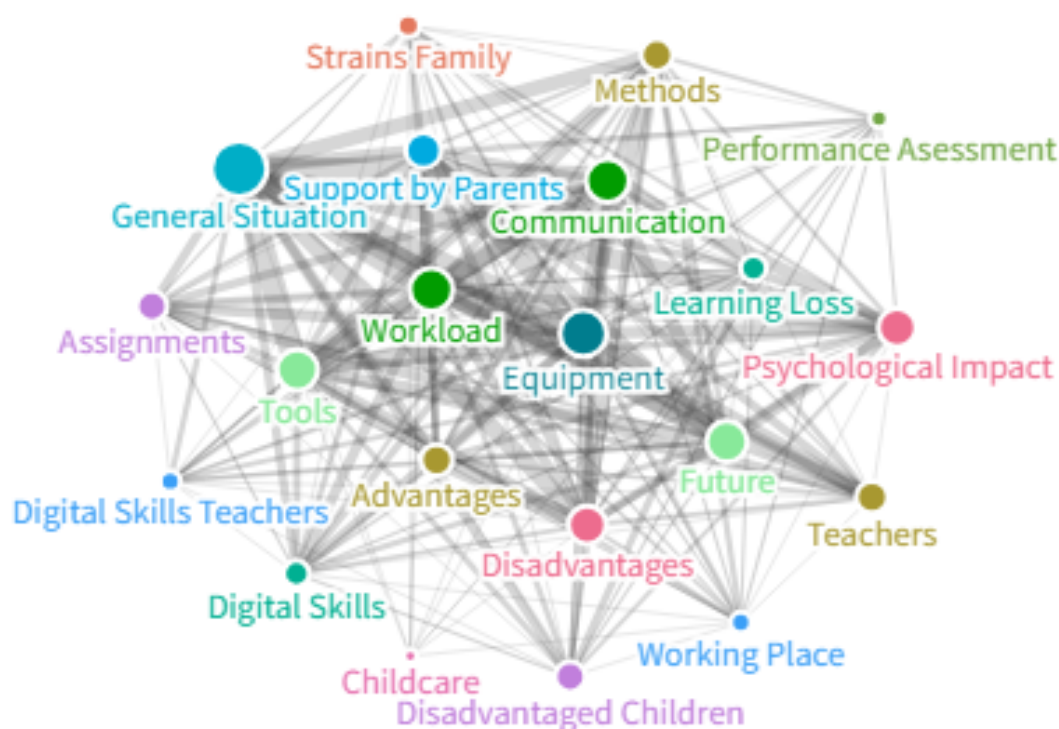 Strains Family
Methods
Performance Asessment
Support by Parents
General Situation
Communication
Learning Loss
Assignments
Workload
Psychological Impact
Equipment
Tools
Future
Advantages
Digital Skills Teachers
Teachers
Disadvantages
Digital Skills
Working Place
Childcare
Disadvantaged Children